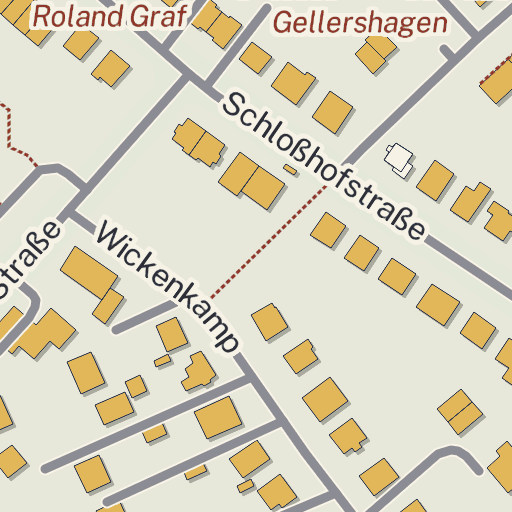 Roland Graf
Gellershagen
Schloßhofstraße
Straße
Wickenkamp